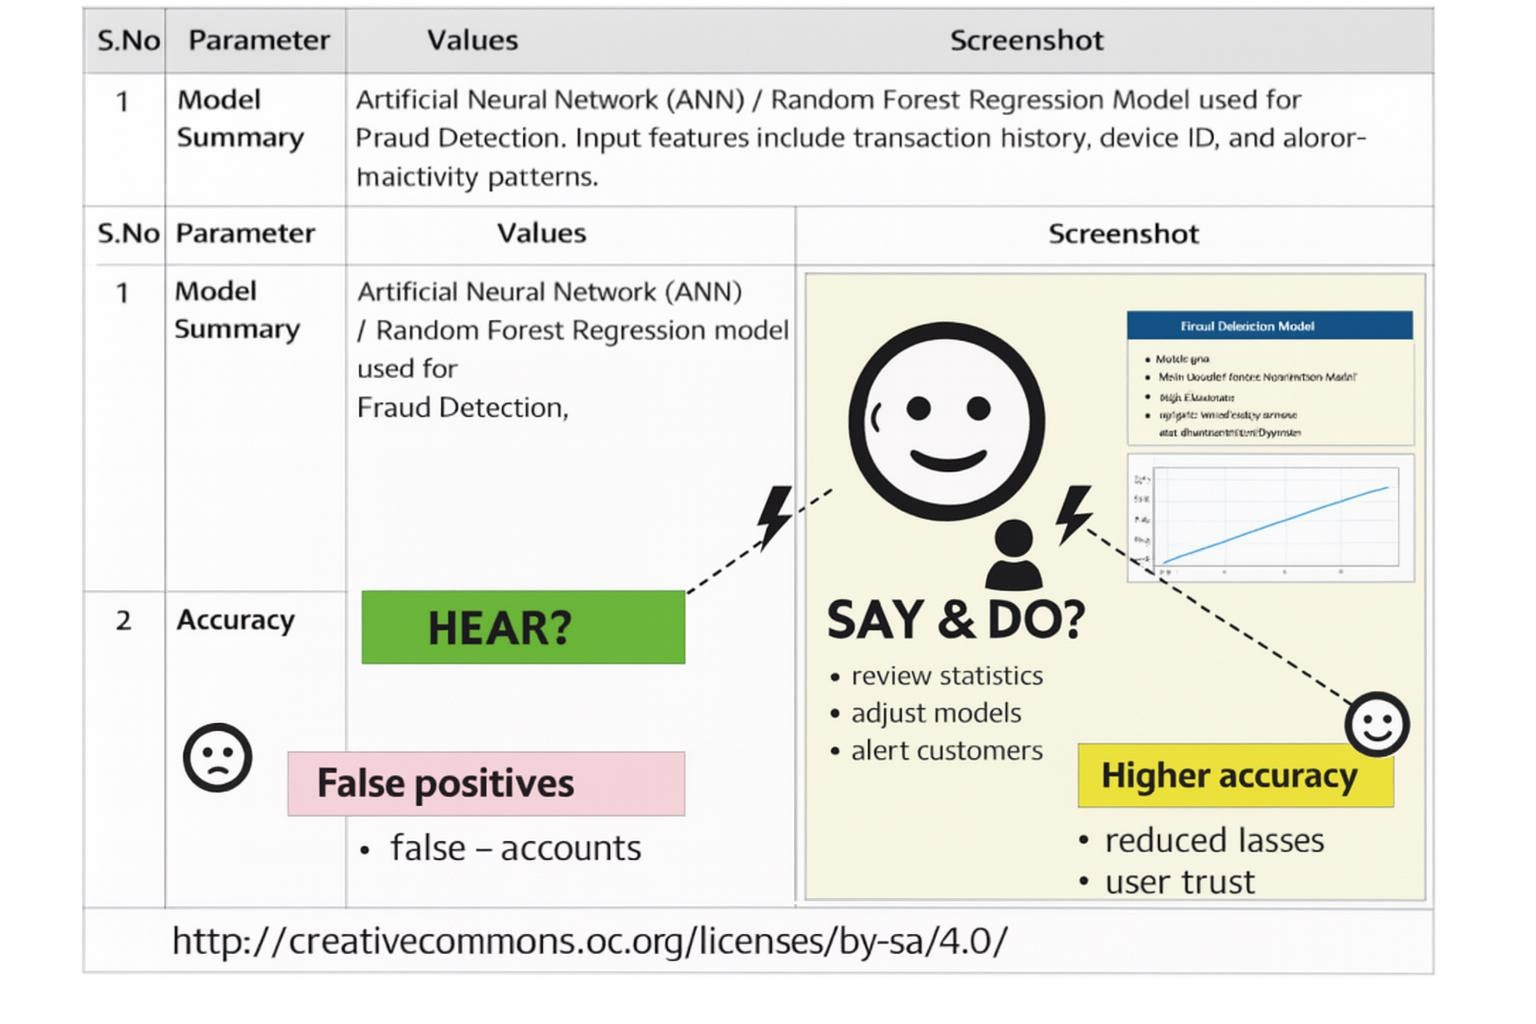 S.No Parameter Values Screenshot
1 Model Artificial Neural Network (ANN) / Random Forest Regression Model used for
Summary Praud Detection. Input features include transaction history, device ID, and aloror-
maictivity patterns.
S.No Parameter Values Screenshot
1 Model Artificial Neural Network (ANN)
Summary / Random Forest Regression model
used for
Fraud Detection,
2 Accuracy
HEAR?
False positives
• false – accounts
Model
SAY & DO?
• review statistics
• adjust models
• alert customers
Higher accuracy
• reduced lasses
• user trust
http://creativecommons.oc.org/licenses/by-sa/4.0/